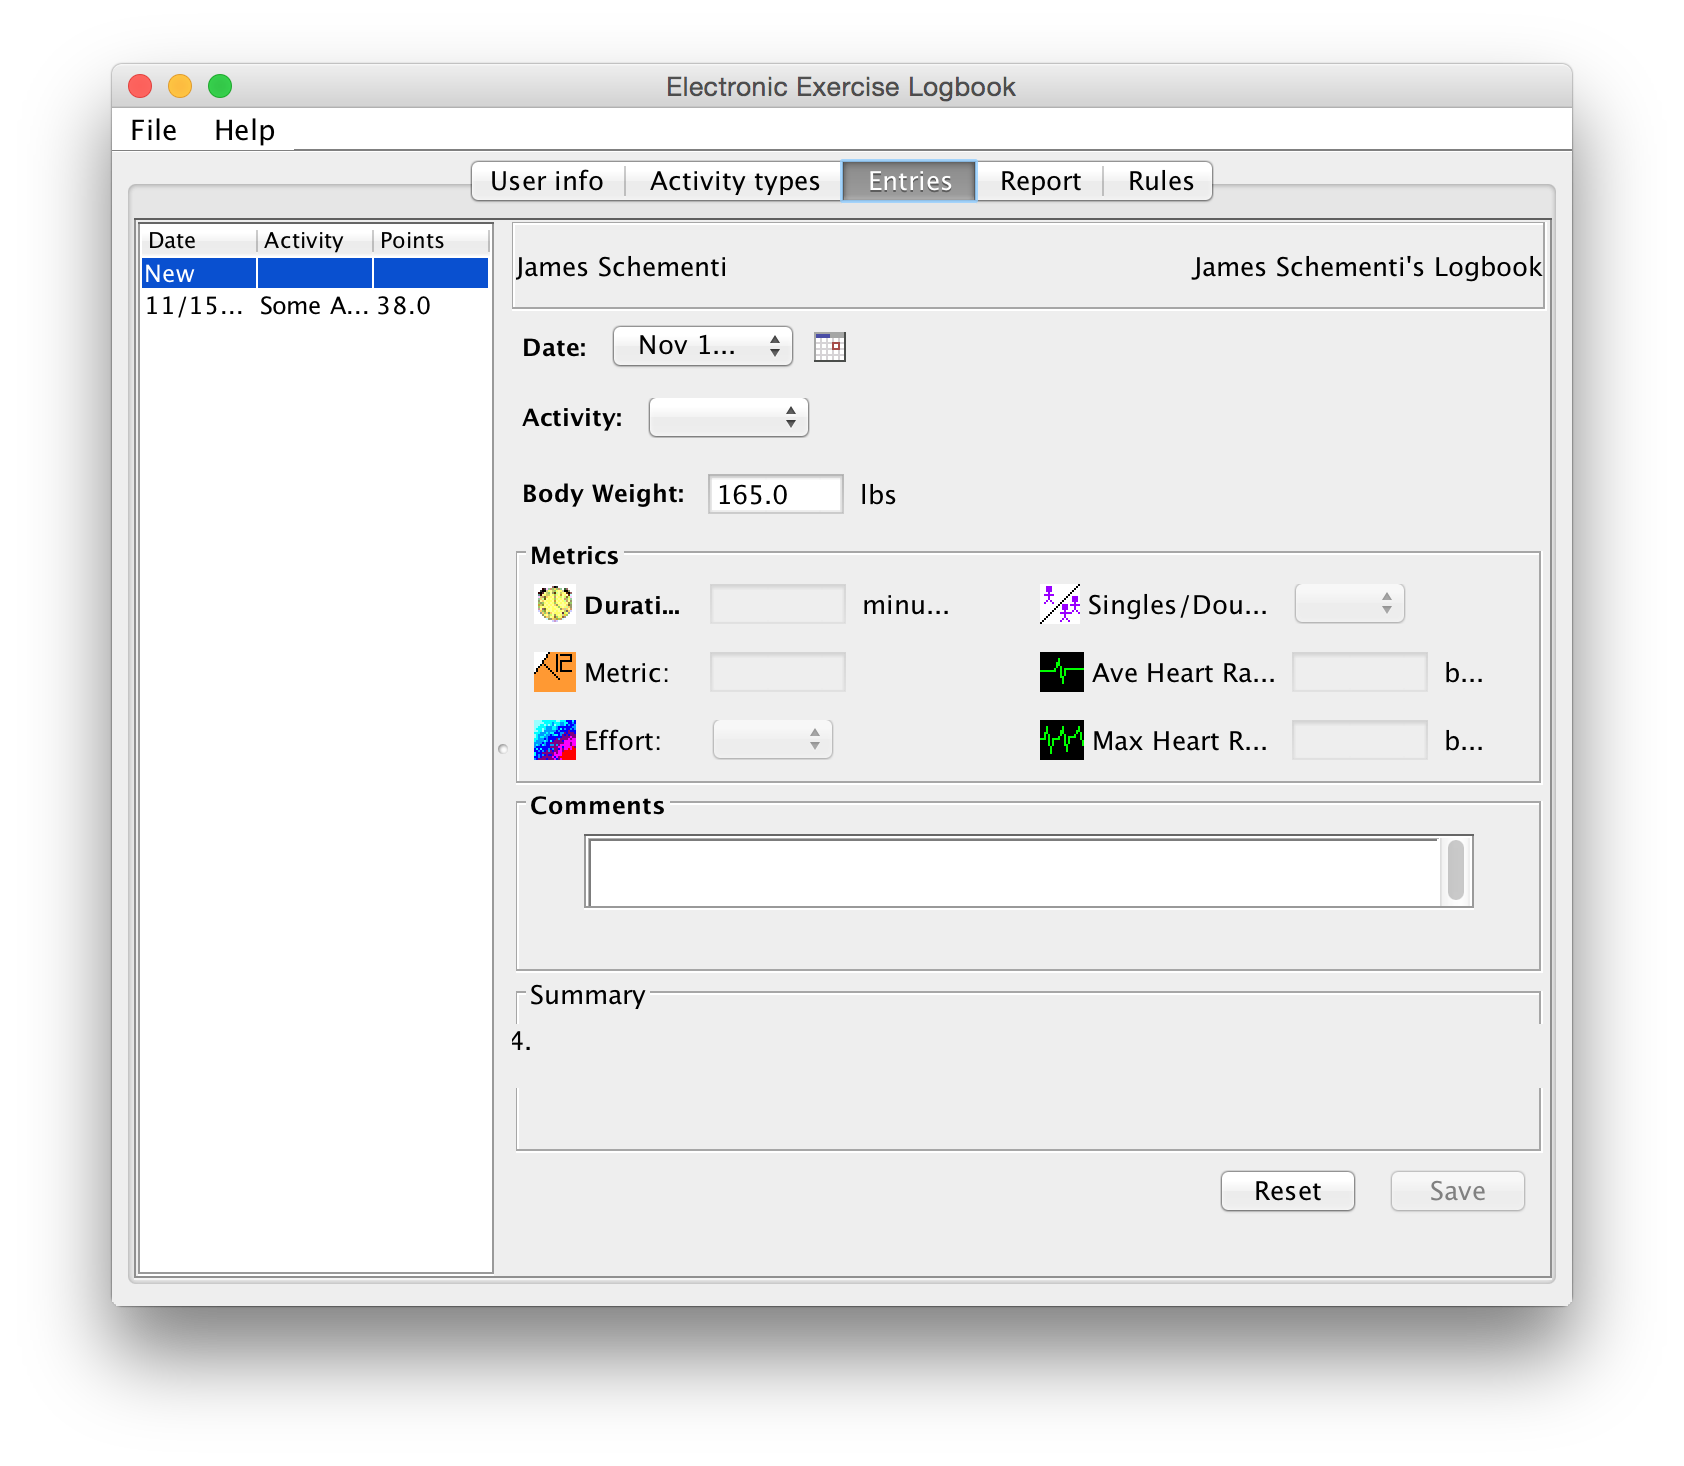 Electronic Exercise Logbook
File Help
User info Activity types Entries Report Rules
Date Activity Points
New
11/15... Some A... 38.0
James Schementi James Schementi's Logbook
Date: Nov 1...
Activity:
Body Weight: 165.0 lbs
Metrics
Durati... minu... Singles/Dou...
Metric: Ave Heart Ra... b...
Effort: Max Heart R... b...
Comments
Summary
4.
Reset Save